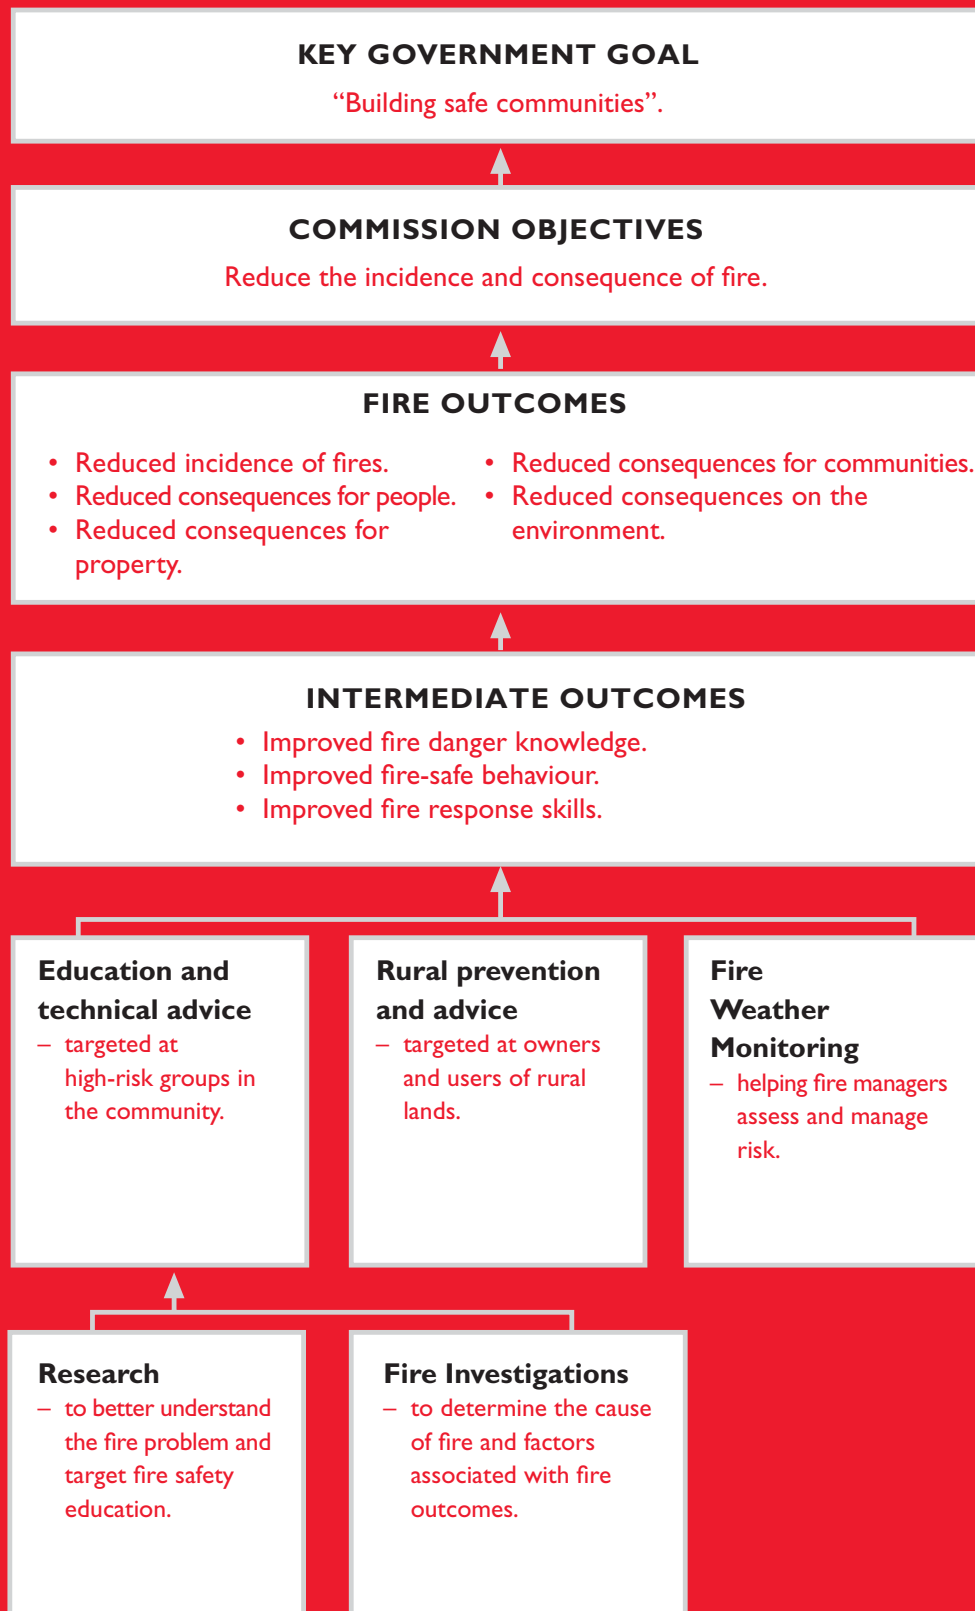 KEY GOVERNMENT GOAL
“Building safe communities”.
COMMISSION OBJECTIVES
Reduce the incidence and consequence of fire.
FIRE OUTCOMES
• Reduced incidence of fires.
• Reduced consequences for people.
• Reduced consequences for
property.
• Reduced consequences for communities.
• Reduced consequences on the
environment.
INTERMEDIATE OUTCOMES
• Improved fire danger knowledge.
• Improved fire-safe behaviour.
• Improved fire response skills.
Education and
technical advice
– targeted at
high-risk groups in
the community.
Rural prevention
and advice
– targeted at owners
and users of rural
lands.
Fire
Weather
Monitoring
– helping fire managers
assess and manage
risk.
Research
– to better understand
the fire problem and
target fire safety
education.
Fire Investigations
– to determine the cause
of fire and factors
associated with fire
outcomes.